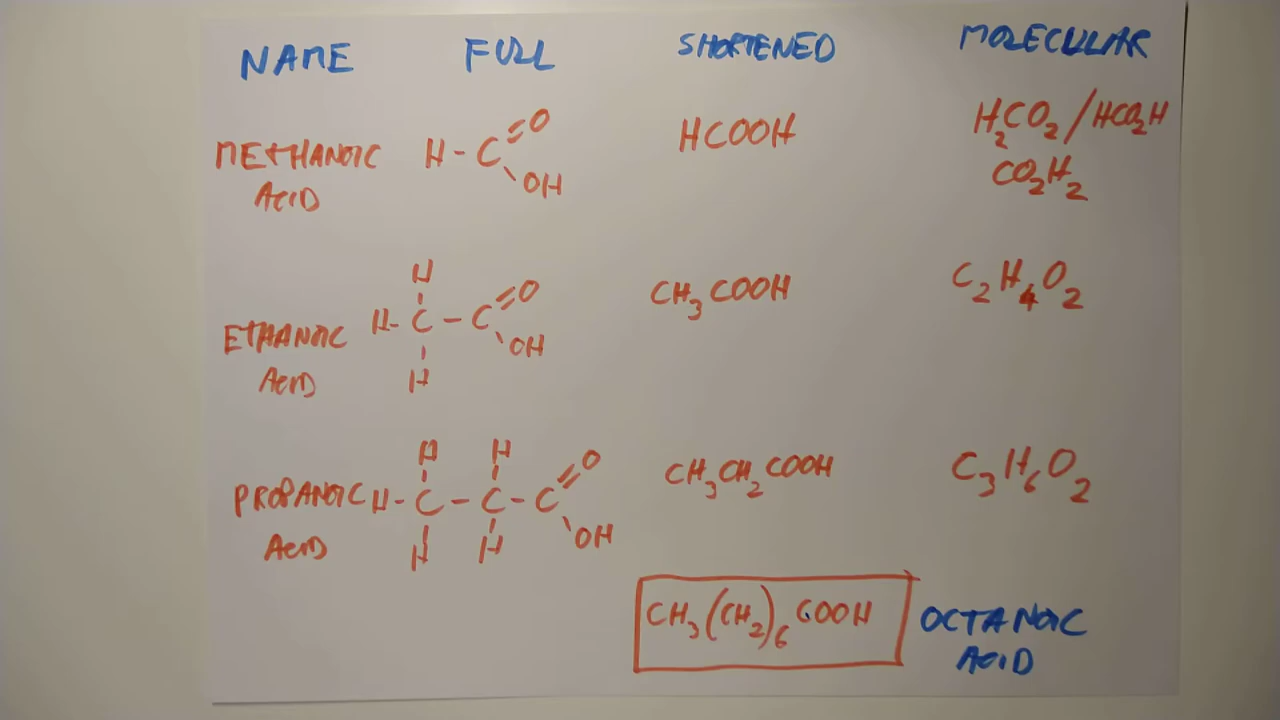 NAME FULL SHORTENED MOLECULAR
METHANOIC ACID H-C=O OH HCOOH H₂CO₂/HCO₂H
CO₂H₂
H
H-C-C=O OH
H
ETHANOIC ACID CH₃COOH C₂H₄O₂
H H
PROPANOIC ACID H-C-C-C=O OH CH₃CH₂COOH C₃H₆O₂
H H
CH₃(CH₂)₆COOH OCTANOIC ACID